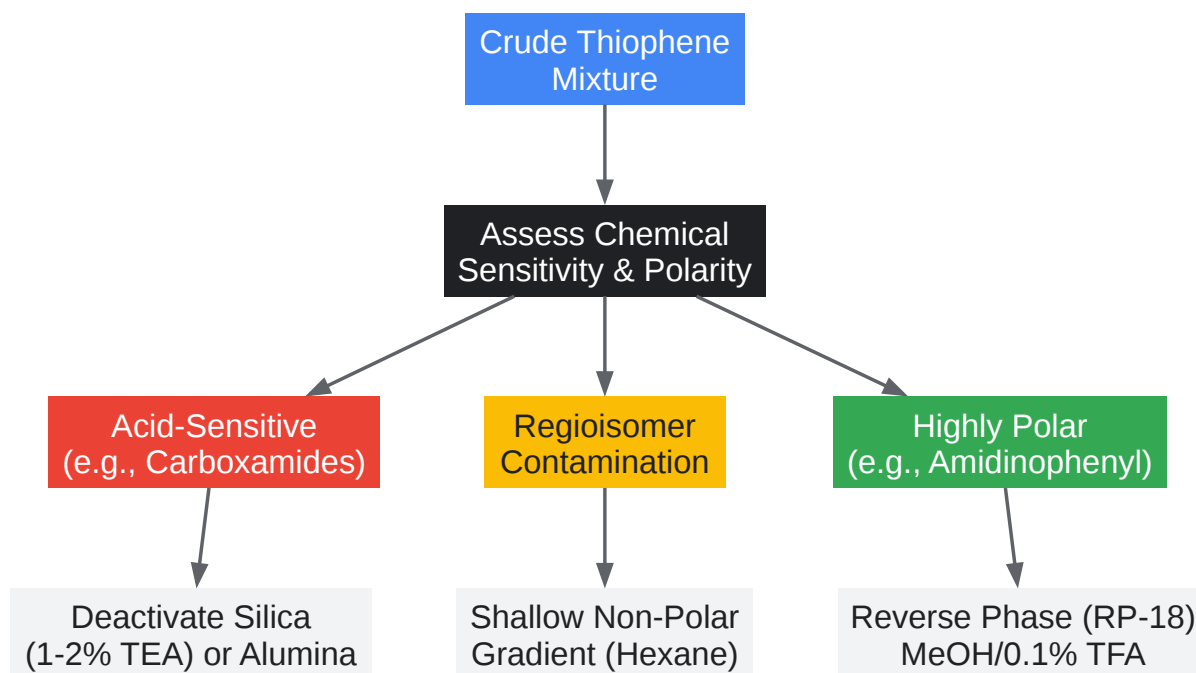 Crude Thiophene
Mixture
Assess Chemical
Sensitivity & Polarity
Acid-Sensitive
(e.g., Carboxamides)
Regioisomer
Contamination
Highly Polar
(e.g., Amidinophenyl)
Deactivate Silica
(1-2% TEA) or Alumina
Shallow Non-Polar
Gradient (Hexane)
Reverse Phase (RP-18)
MeOH/0.1% TFA